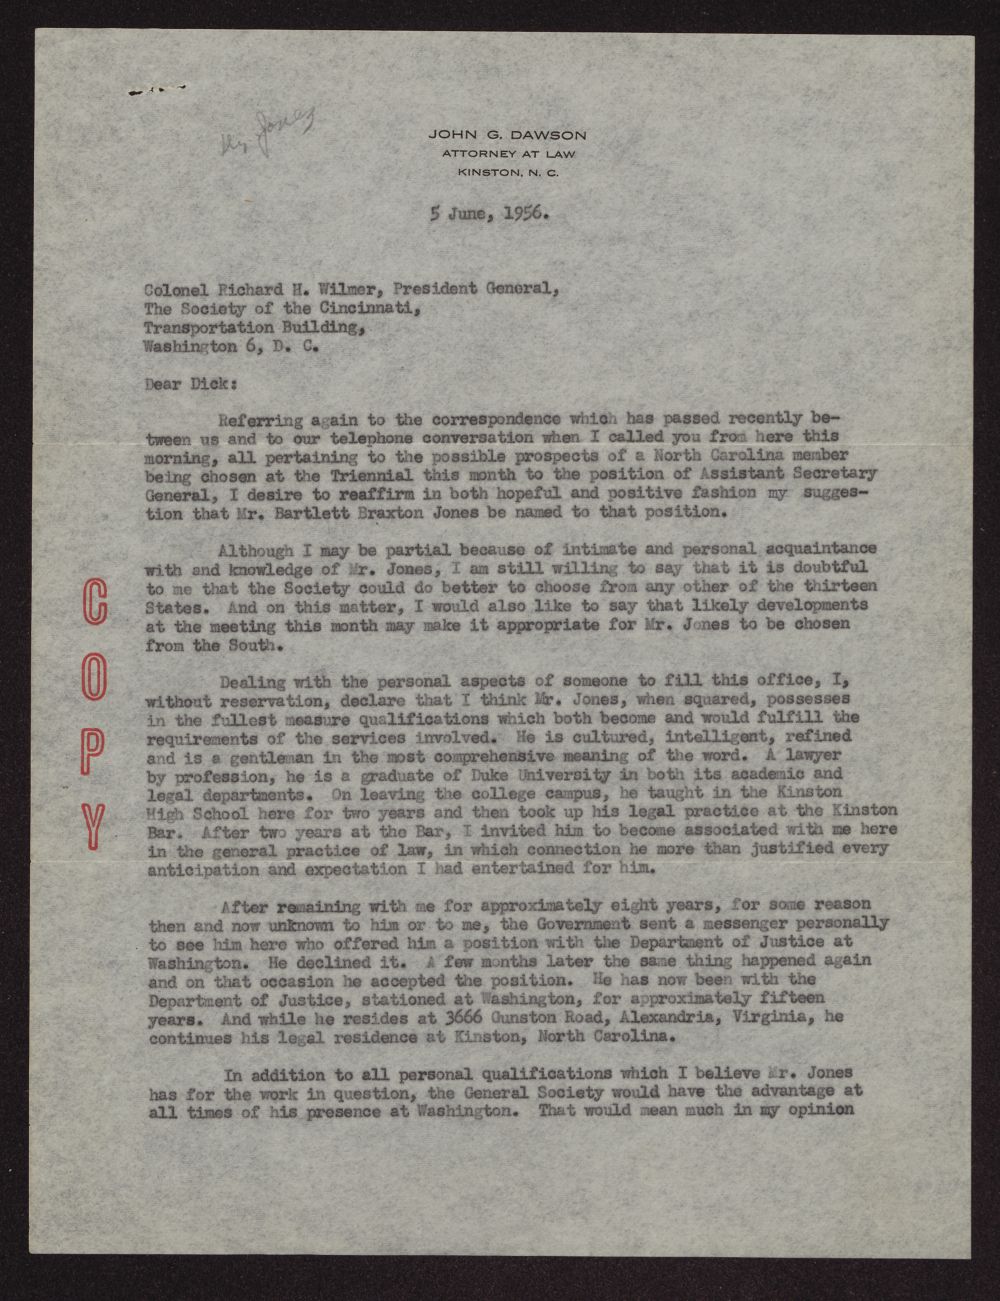 Mr. Jones
JOHN G. DAWSON
ATTORNEY AT LAW
KINSTON, N. C.
5 June, 1956.
Colonel Richard H. Wilmer, President General,
The Society of the Cincinnati,
Transportation Building,
Washington 6, D. C.
Dear Dick:
Referring again to the correspondence which has passed recently be-
tween us and to our telephone conversation when I called you from here this
morning, all pertaining to the possible prospects of a North Carolina member
being chosen at the Triennial this month to the position of Assistant Secretary
General, I desire to reaffirm in both hopeful and positive fashion my sugges-
tion that Mr. Bartlett Braxton Jones be named to that position.
Although I may be partial because of intimate and personal acquaintance
with and knowledge of Mr. Jones, I am still willing to say that it is doubtful
to me that the Society could do better to choose from any other of the thirteen
States. And on this matter, I would also like to say that likely developments
at the meeting this month may make it appropriate for Mr. Jones to be chosen
from the South.
Dealing with the personal aspects of someone to fill this office, I,
without reservation, declare that I think Mr. Jones, when squared, possesses
in the fullest measure qualifications which both become and would fulfill the
requirements of the services involved. He is cultured, intelligent, refined
and is a gentleman in the most comprehensive meaning of the word. A lawyer
by profession, he is a graduate of Duke University in both its academic and
legal departments. On leaving the college campus, he taught in the Kinston
High School here for two years and then took up his legal practice at the Kinston
Bar. After two years at the Bar, I invited him to become associated with me here
in the general practice of law, in which connection he more than justified every
anticipation and expectation I had entertained for him.
After remaining with me for approximately eight years, for some reason
then and now unknown to him or to me, the Government sent a messenger personally
to see him here who offered him a position with the Department of Justice at
Washington. He declined it. A few months later the same thing happened again
and on that occasion he accepted the position. He has now been with the
Department of Justice, stationed at Washington, for approximately fifteen
years. And while he resides at 3666 Gunston Road, Alexandria, Virginia, he
continues his legal residence at Kinston, North Carolina.
In addition to all personal qualifications which I believe Mr. Jones
has for the work in question, the General Society would have the advantage at
all times of his presence at Washington. That would mean much in my opinion
COPY